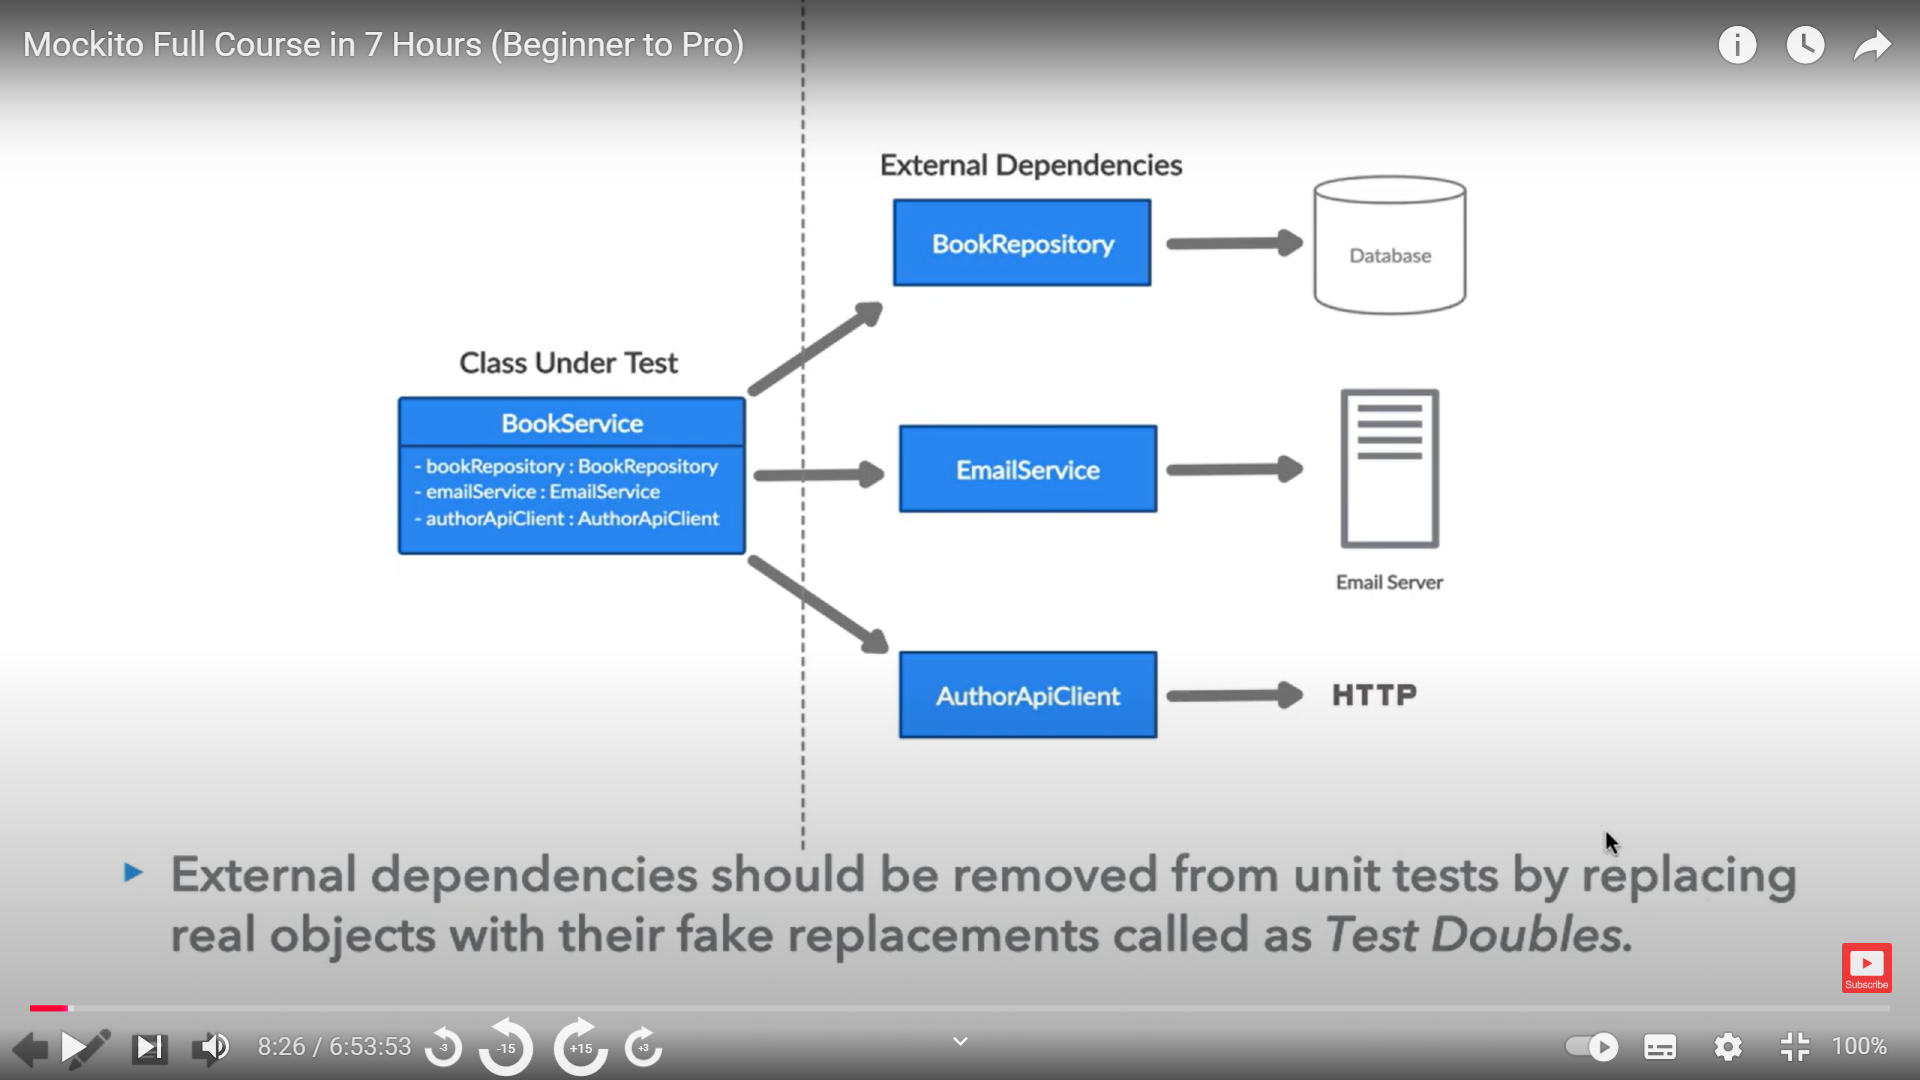 Mockito Full Course in 7 Hours (Beginner to Pro)
External Dependencies
BookRepository
Database
Class Under Test
BookService
- bookRepository : BookRepository
- emailService : EmailService
- authorApiClient : AuthorApiClient
EmailService
Email Server
AuthorApiClient
HTTP
External dependencies should be removed from unit tests by replacing
real objects with their fake replacements called as Test Doubles.
Subscribe
8:26 / 6:53:53
-3
-15
+15
+3
100%